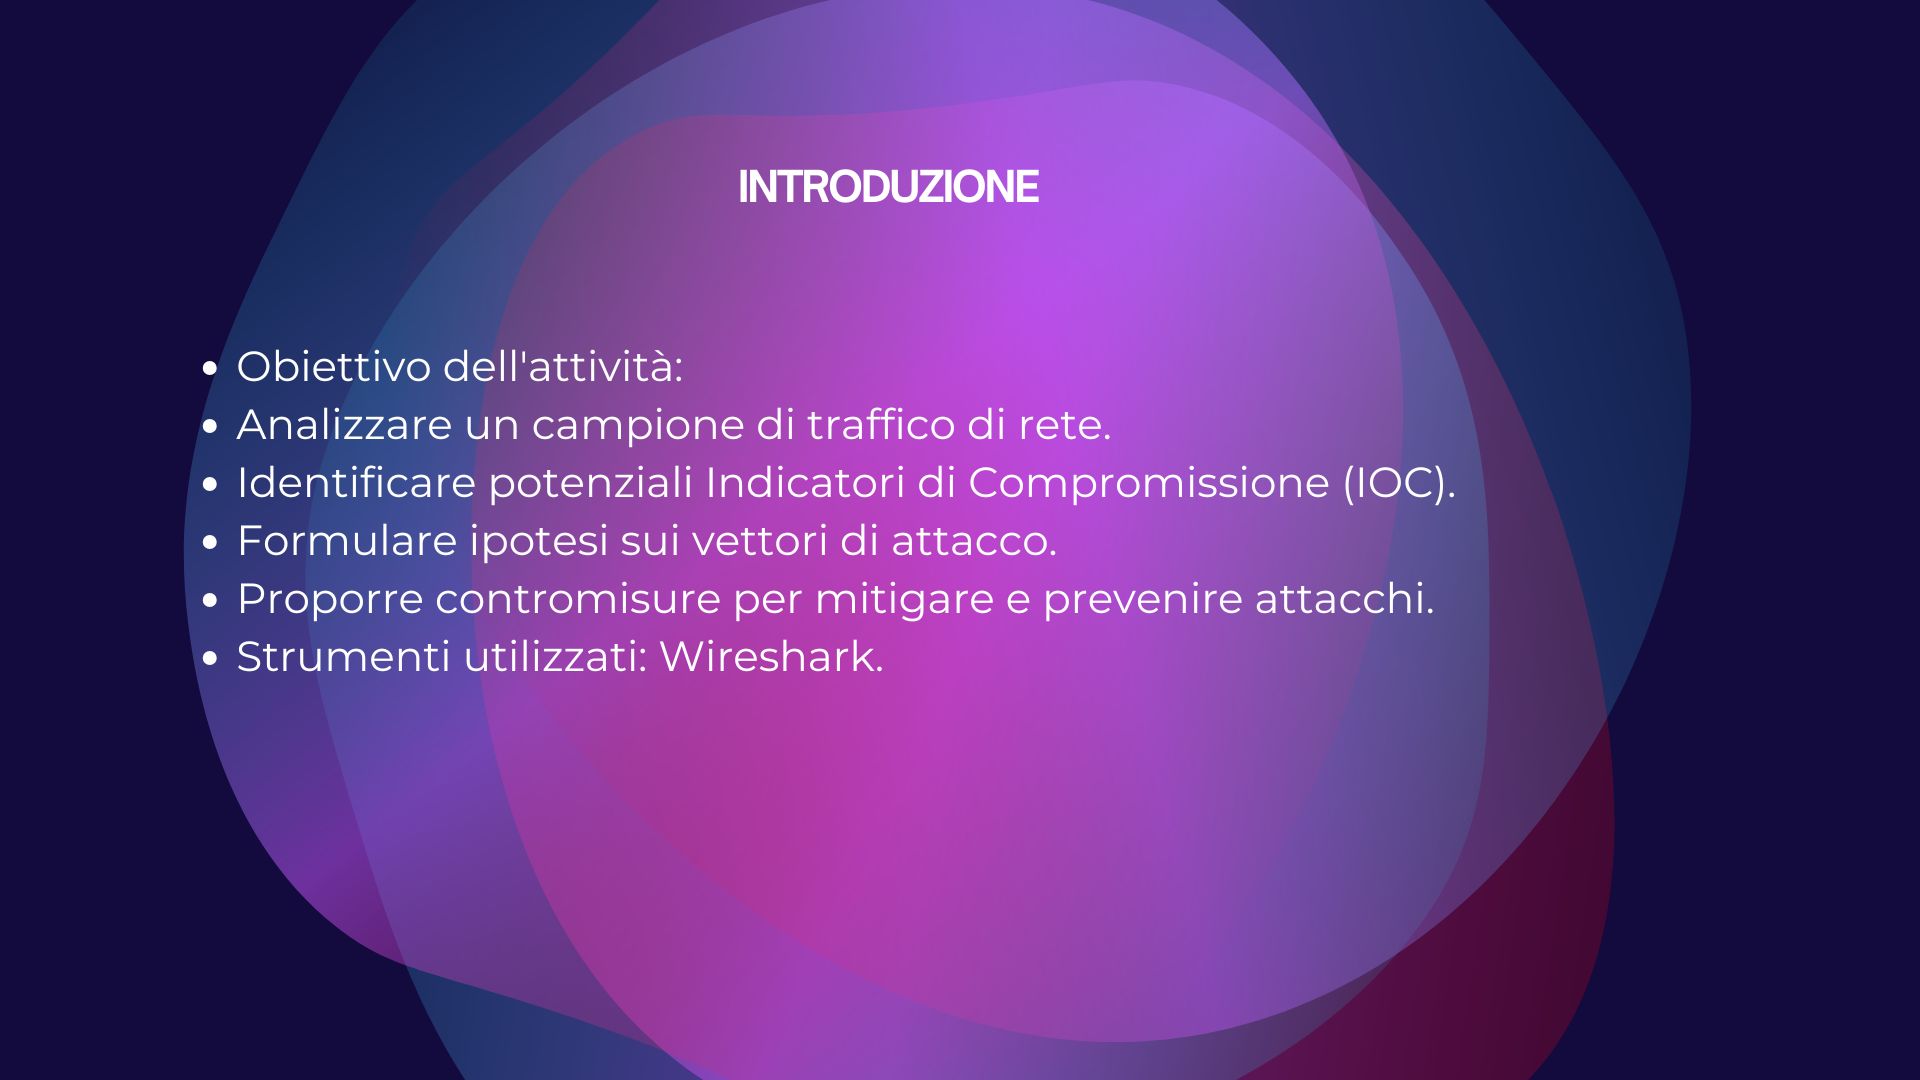 INTRODUZIONE
• Obiettivo dell'attività:
• Analizzare un campione di traffico di rete.
• Identificare potenziali Indicatori di Compromissione (IOC).
• Formulare ipotesi sui vettori di attacco.
• Proporre contromisure per mitigare e prevenire attacchi.
• Strumenti utilizzati: Wireshark.